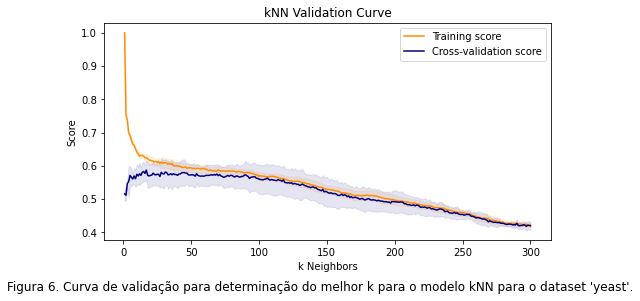 kNN Validation Curve
Training score
Cross-validation score
Score
1.0
0.9
0.8
0.7
0.6
0.5
0.4
0 50 100 150 200 250 300
k Neighbors
Figura 6. Curva de validação para determinação do melhor k para o modelo kNN para o dataset 'yeast'.